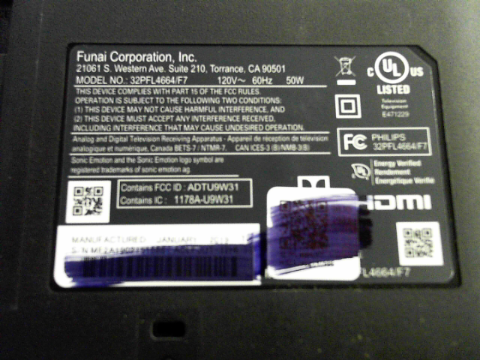 Funai Corporation, Inc.
21061 S. Western Ave. Suite 210, Torrance, CA 90501
MODEL NO.: 32PFL4664/F7 120V～ 60Hz 50W
THIS DEVICE COMPLIES WITH PART 15 OF THE FCC RULES.
OPERATION IS SUBJECT TO THE FOLLOWING TWO CONDITIONS:
(1) THIS DEVICE MAY NOT CAUSE HARMFUL INTERFERENCE, AND
(2) THIS DEVICE MUST ACCEPT ANY INTERFERENCE RECEIVED,
INCLUDING INTERFERENCE THAT MAY CAUSE UNDESIRED OPERATION.
Analog and Digital Television Receiving Apparatus - Appareil de réception de télévision
analogique et numérique, Canada BETS-7 / NTMR-7. CAN ICES-3 (B)/NMB-3(B)
Sonic Emotion and the Sonic Emotion logo symbol are
registered trademarks of sonic emotion ag.
Contains FCC ID : ADTU9W31
Contains IC : 1178A-U9W31
MANUFACTURED: JANUARY
S/N
C UL US
LISTED
Television
Equipment
E471229
FC PHILIPS
32PFL4664/F7
Energy Verified
Rendement
Énergétique Vérifié
HDMI
PFL4664/F7